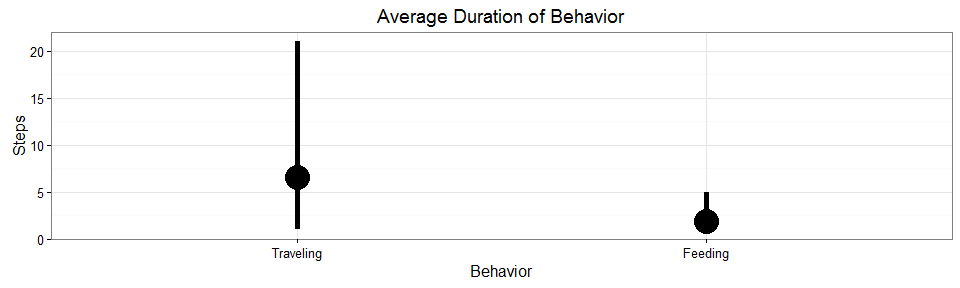 Average Duration of Behavior
Steps
20
15
10
5
0
Traveling
Feeding
Behavior